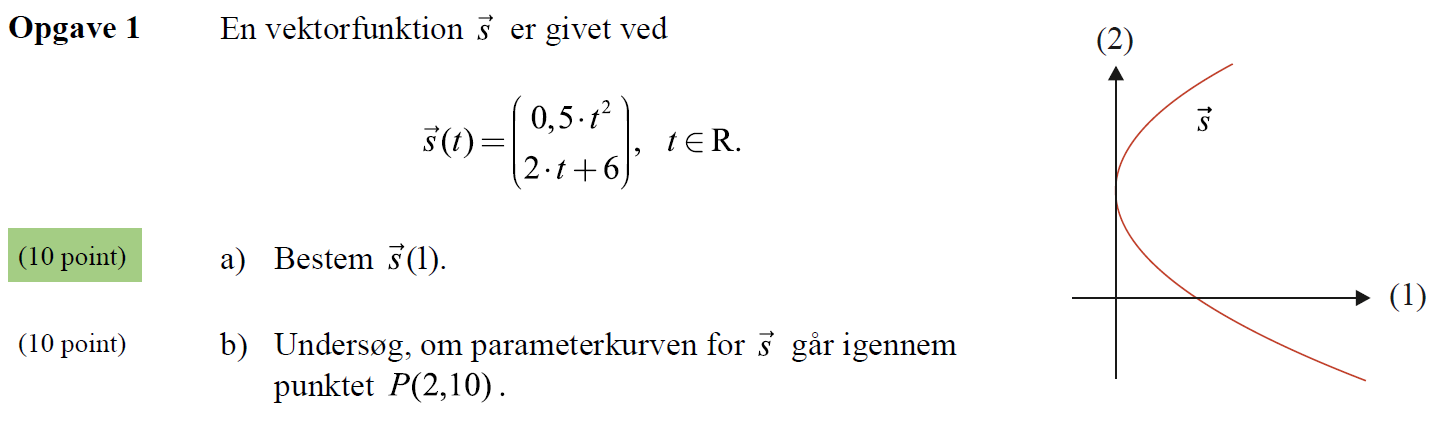 Opgave 1 En vektorfunktion s⃗ er givet ved
s⃗(t) = (0,5·t² / 2·t+6), t ∈ R.
(10 point) a) Bestem s⃗(1).
(10 point) b) Undersøg, om parameterkurven for s⃗ går igennem
punktet P(2,10).
(2)
s⃗
(1)